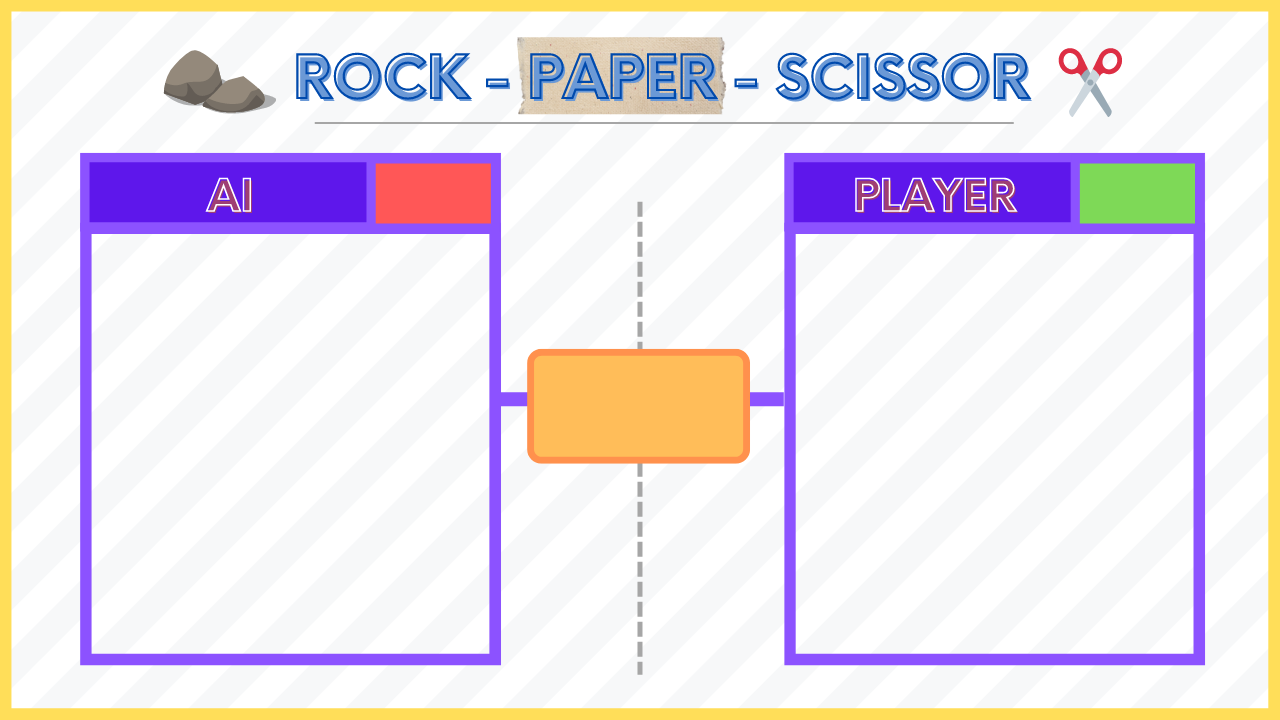 ROCK - PAPER - SCISSOR
AI
PLAYER